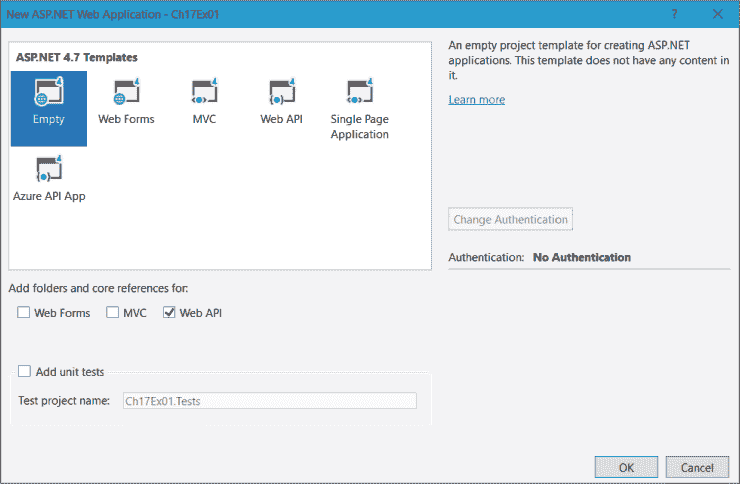 New ASP.NET Web Application - Ch17Ex01
? 
ASP.NET 4.7 Templates
Empty
Web Forms
MVC
Web API
Single Page
Application
Azure API App
An empty project template for creating ASP.NET
applications. This template does not have any content in
it.
Learn more
Change Authentication
Authentication: No Authentication
Add folders and core references for:
Web Forms
MVC
Web API
Add unit tests
Test project name: Ch17Ex01.Tests
OK
Cancel